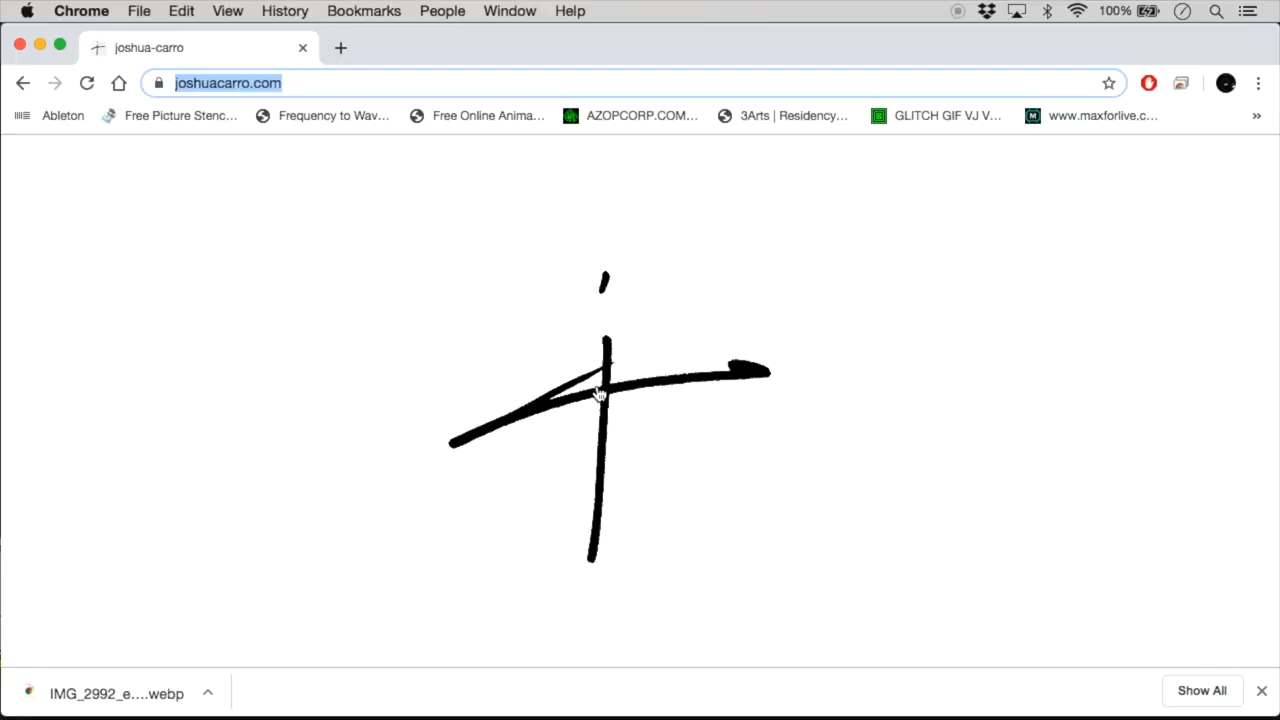 Chrome File Edit View History Bookmarks People Window Help 100%
joshua-carro
joshuacarro.com
Ableton Free Picture Stenc... Frequency to Wav... Free Online Anima... AZOPCORP.COM... 3Arts | Residency... GLITCH GIF VJ V... M www.maxforlive.c... »
IMG_2992_e....webp Show All